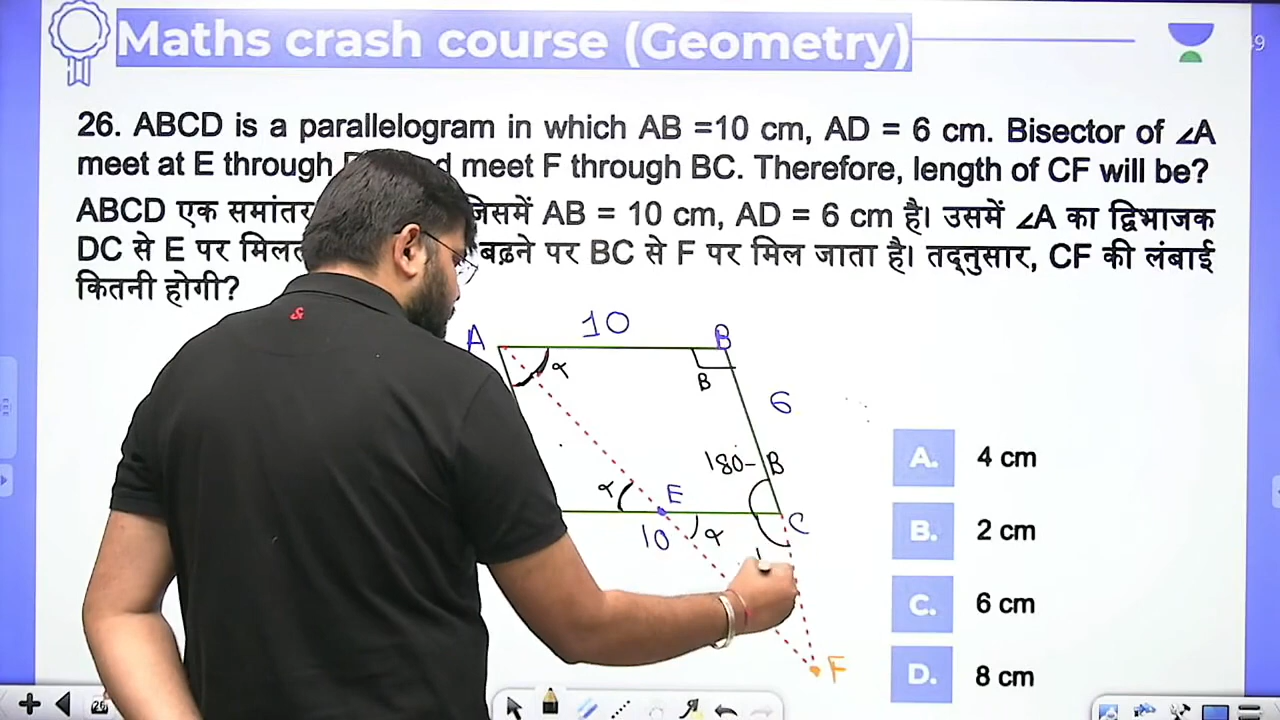 Maths crash course (Geometry)
49
26. ABCD is a parallelogram in which AB =10 cm, AD = 6 cm. Bisector of ∠A
meet at E through meet F through BC. Therefore, length of CF will be?
ABCD एक जिसमें AB = 10 cm, AD = 6 cm है। उसमें ∠A का द्विभाजक
DC से E पर बढ़ने पर BC से F पर मिल जाता है। तद्नुसार, CF की लंबाई
कितनी होगी?
10
A
B
α
B
6
180-B
α
E
10
α
C
F
A. 4 cm
B. 2 cm
C. 6 cm
D. 8 cm
26